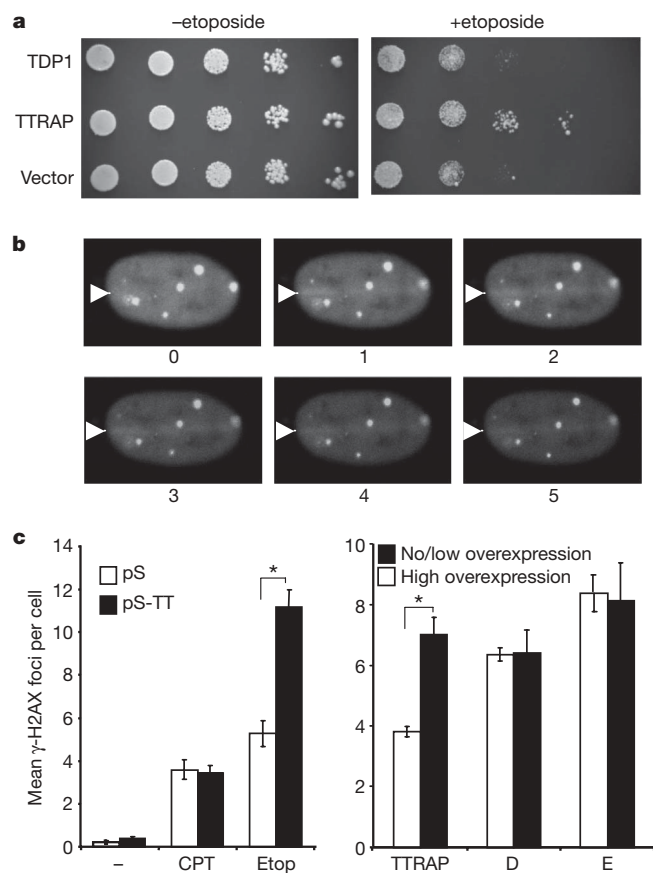 a
–etoposide +etoposide
TDP1
TTRAP
Vector
b
0 1 2
3 4 5
c
Mean γ-H2AX foci per cell
14
12
10
8
6
4
2
0
pS
pS-TT
*
– CPT Etop
10
8
6
4
2
0
No/low overexpression
High overexpression
*
TTRAP D E